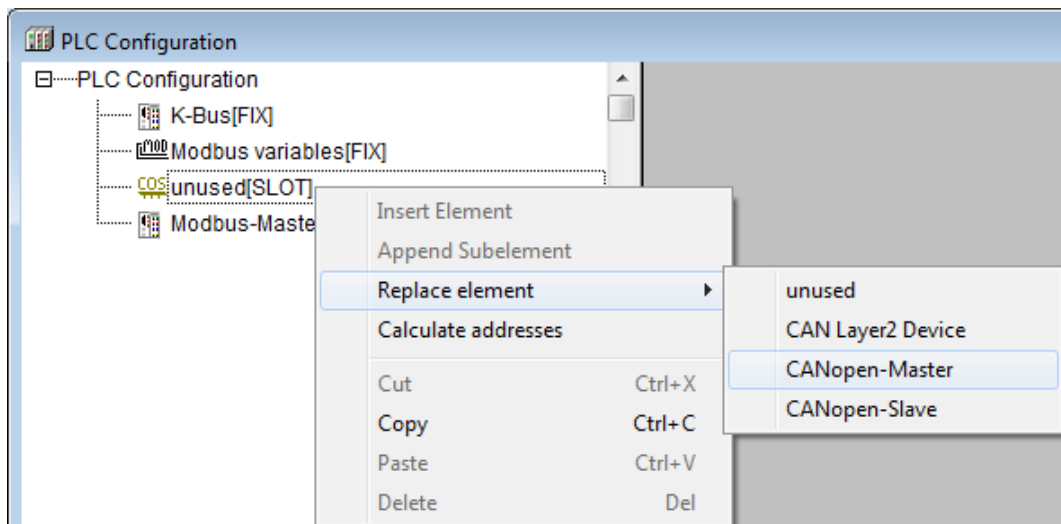 PLC Configuration
PLC Configuration
K-Bus[FIX]
Modbus variables[FIX]
unused[SLOT]
Modbus-Maste
Insert Element
Append Subelement
Replace element
Calculate addresses
Cut Ctrl+X
Copy Ctrl+C
Paste Ctrl+V
Delete Del
unused
CAN Layer2 Device
CANopen-Master
CANopen-Slave